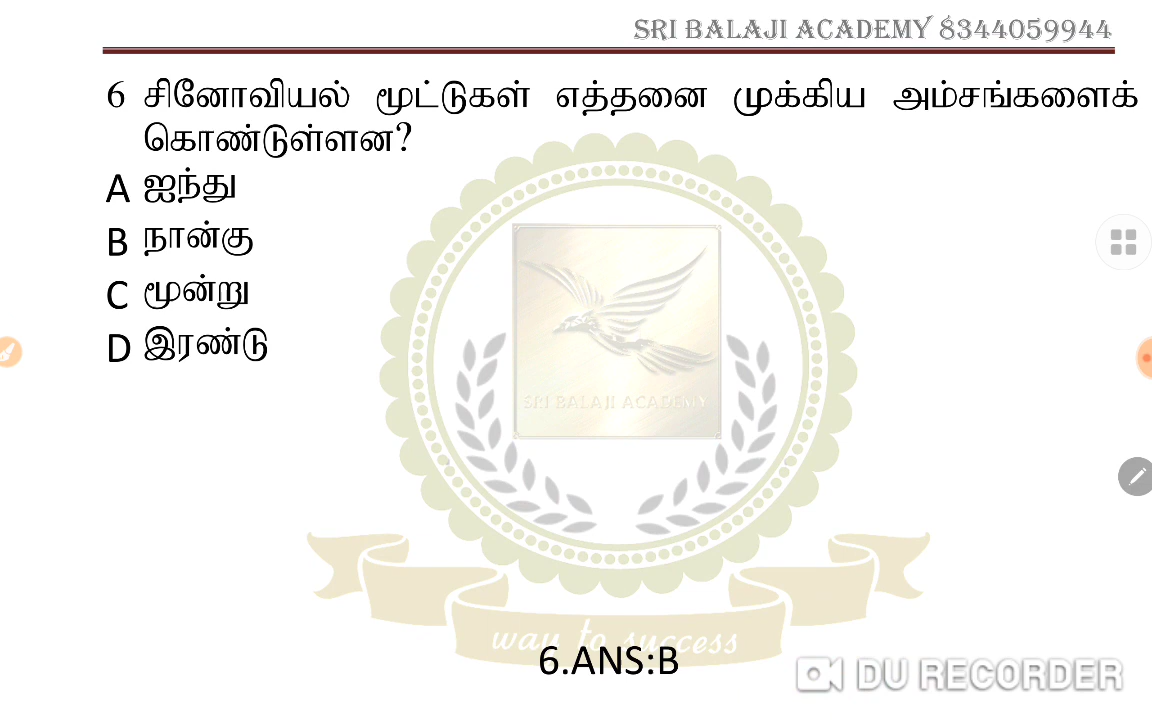 SRI BALAJI ACADEMY 8344059944
6 சினோவியல் மூட்டுகள் எத்தனை முக்கிய அம்சங்களைக்
கொண்டுள்ளன?
A ஐந்து
B நான்கு
C மூன்று
D இரண்டு
SRI BALAJI ACADEMY
way to success
6.ANS:B
DU RECORDER